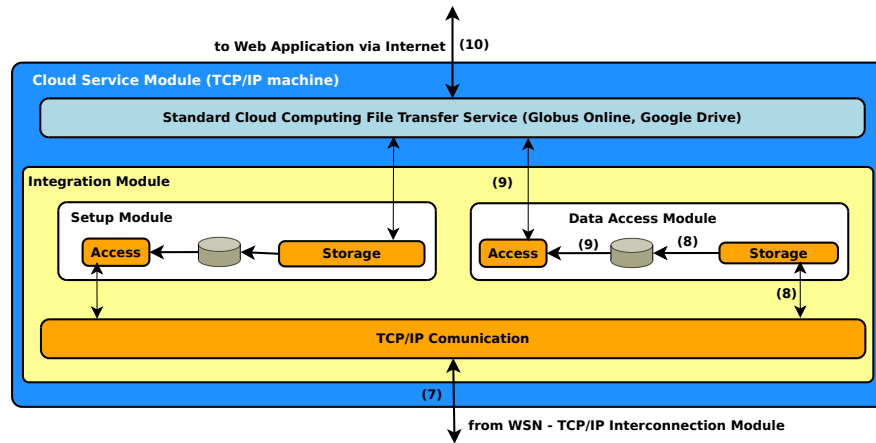 to Web Application via Internet
(10)
Cloud Service Module (TCP/IP machine)
Standard Cloud Computing File Transfer Service (Globus Online, Google Drive)
(9)
Integration Module
Setup Module
Data Access Module
Access
Storage
Access
(9)
(8)
Storage
(8)
TCP/IP Comunication
(7)
from WSN - TCP/IP Interconnection Module